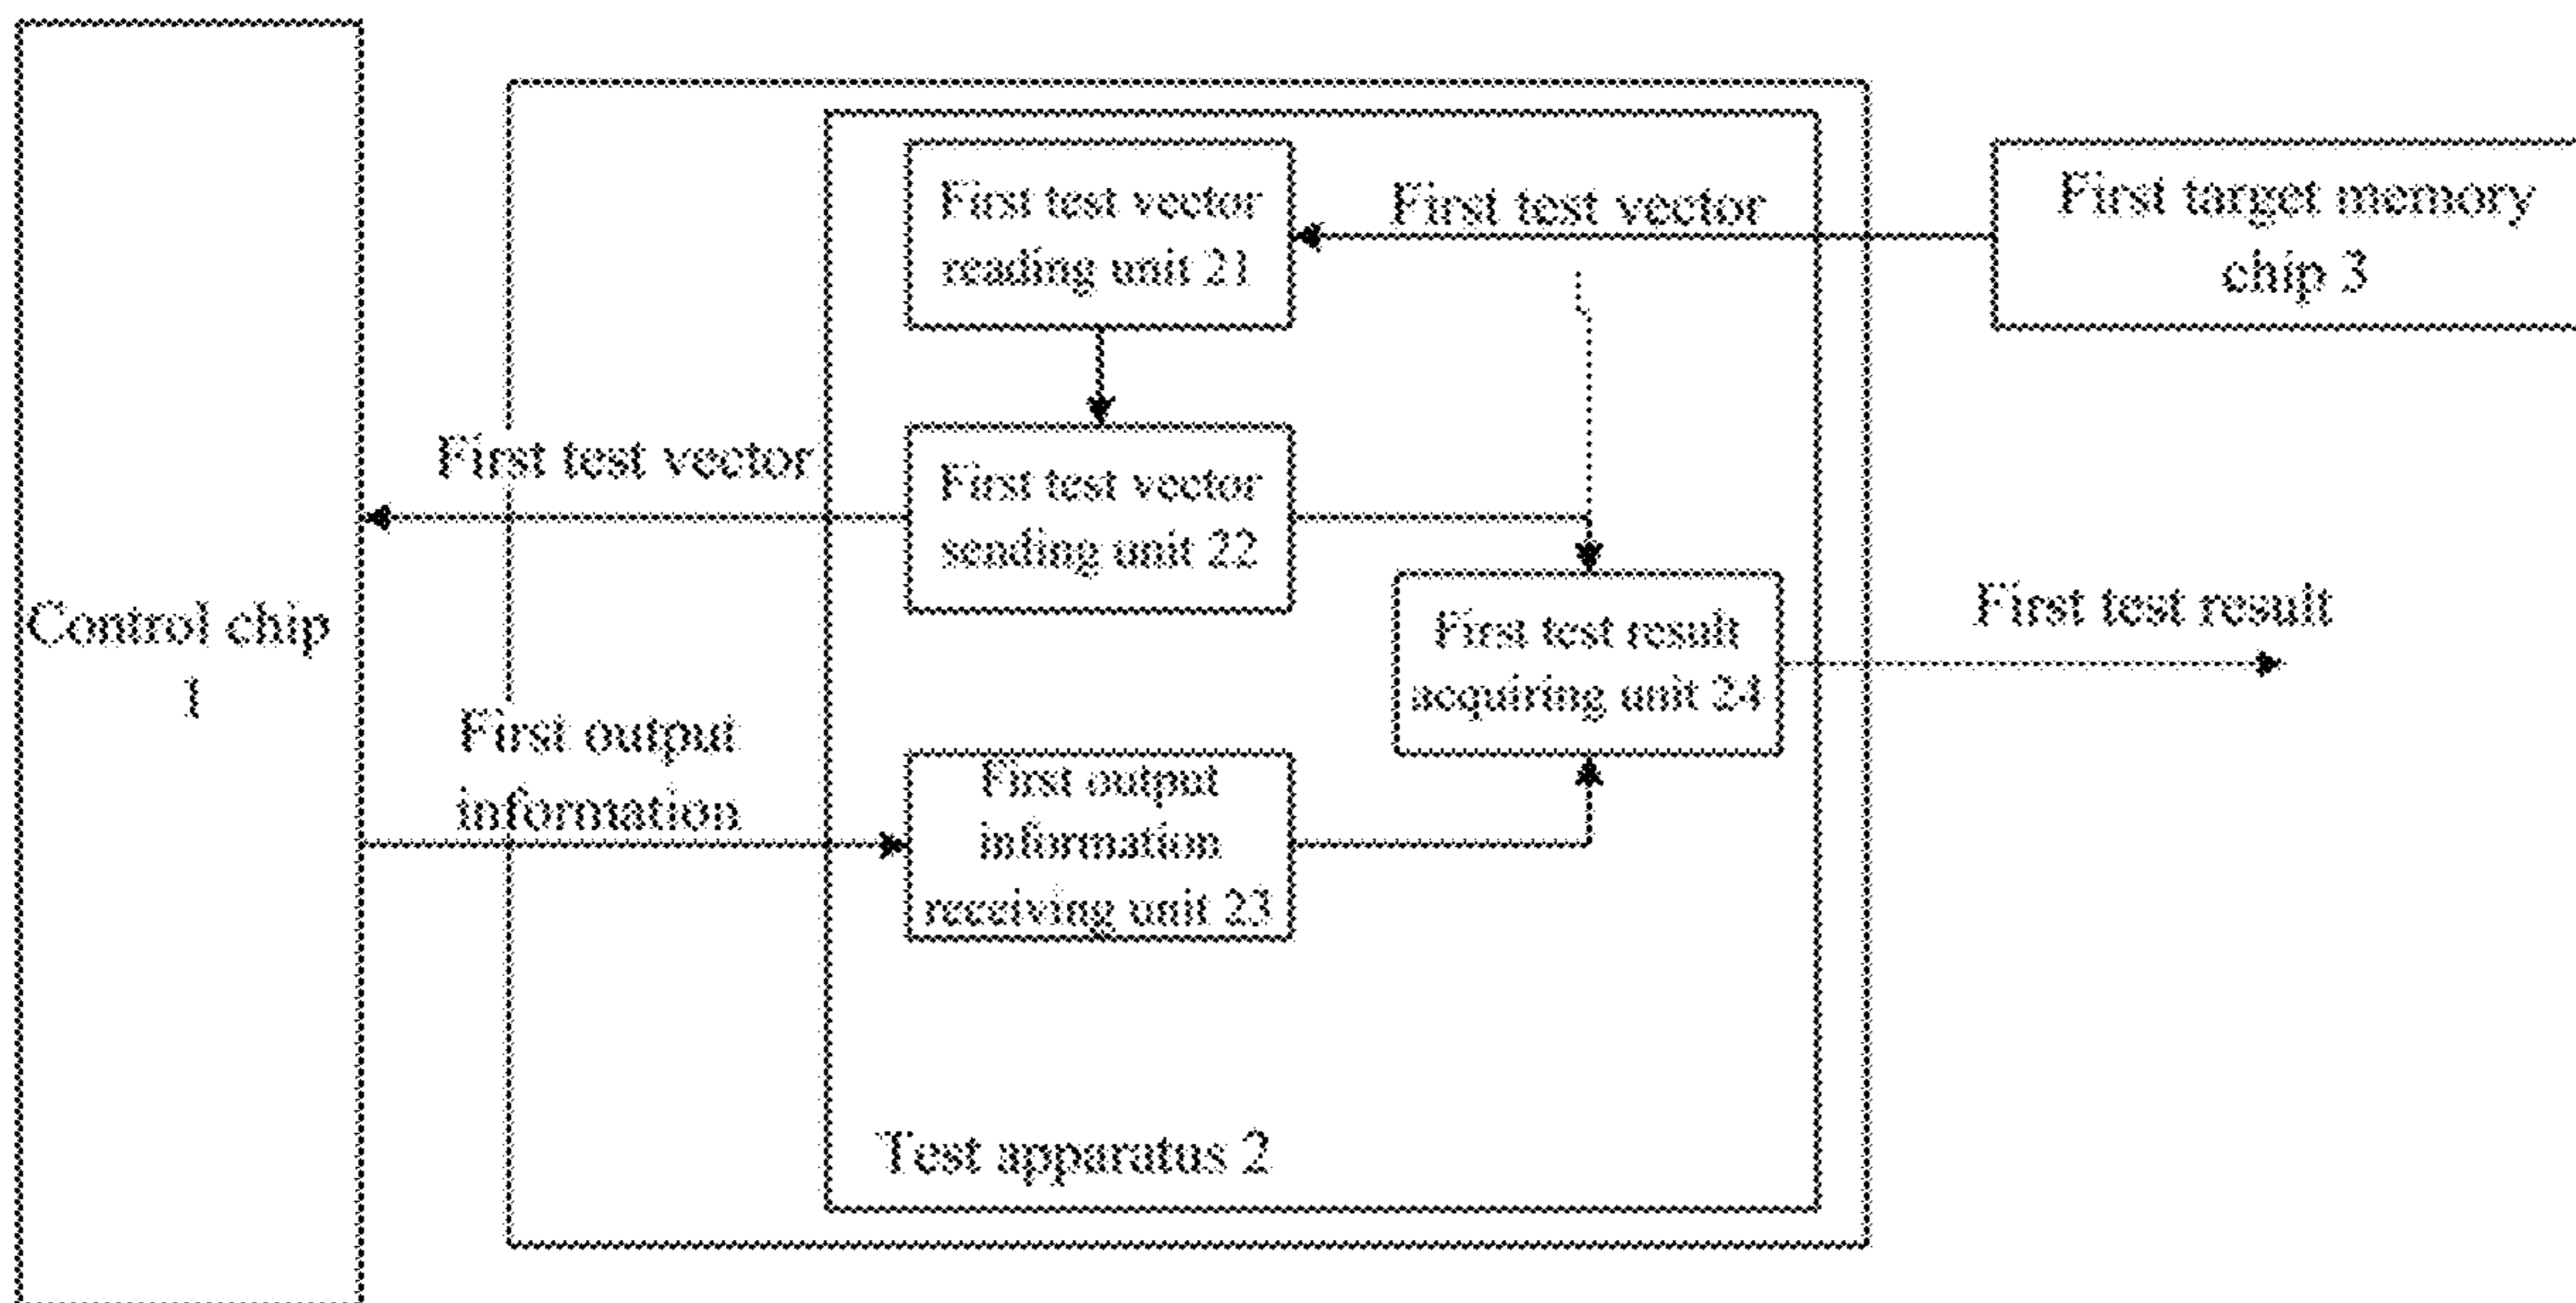 First test vector
reading unit 21
First test vector
First target memory
chip 3
First test vector
First test vector
sending unit 22
Control chip
1
First test result
acquiring unit 24
First test result
First output
information
First output
information
receiving unit 23
Test apparatus 2